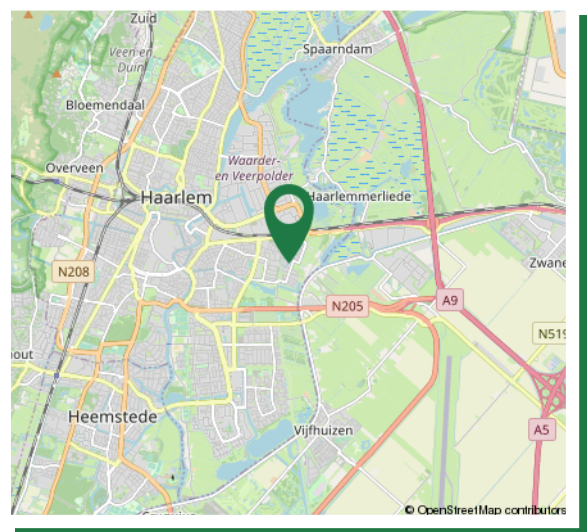 Zuid
Veen en
Duin
Spaarndam
Bloemendaal
Overveen
Waarder-
en Veerpolder
Haarlem
Haarlemmerliede
N208
Zwane
N205
A9
N519
hout
Heemstede
A5
Vijfhuizen
© OpenStreetMap contributors